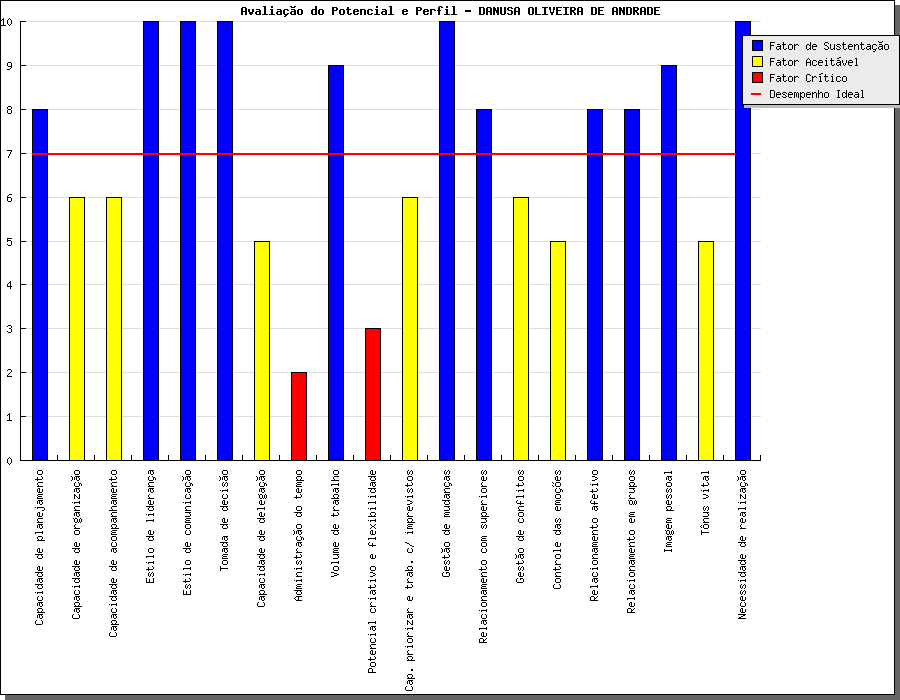 Avaliação do Potencial e Perfil - DANUSA OLIVEIRA DE ANDRADE
Fator de Sustentação
Fator Aceitável
Fator Crítico
Desempenho Ideal
10
9
8
7
6
5
4
3
2
1
0
Capacidade de planejamento
Capacidade de organização
Capacidade de acompanhamento
Estilo de liderança
Estilo de comunicação
Tomada de decisão
Capacidade de delegação
Administração do tempo
Volume de trabalho
Potencial criativo e flexibilidade
Cap. priorizar e trab. c/ imprevistos
Gestão de mudanças
Relacionamento com superiores
Gestão de conflitos
Controle das emoções
Relacionamento afetivo
Relacionamento em grupos
Imagem pessoal
Tônus vital
Necessidade de realização